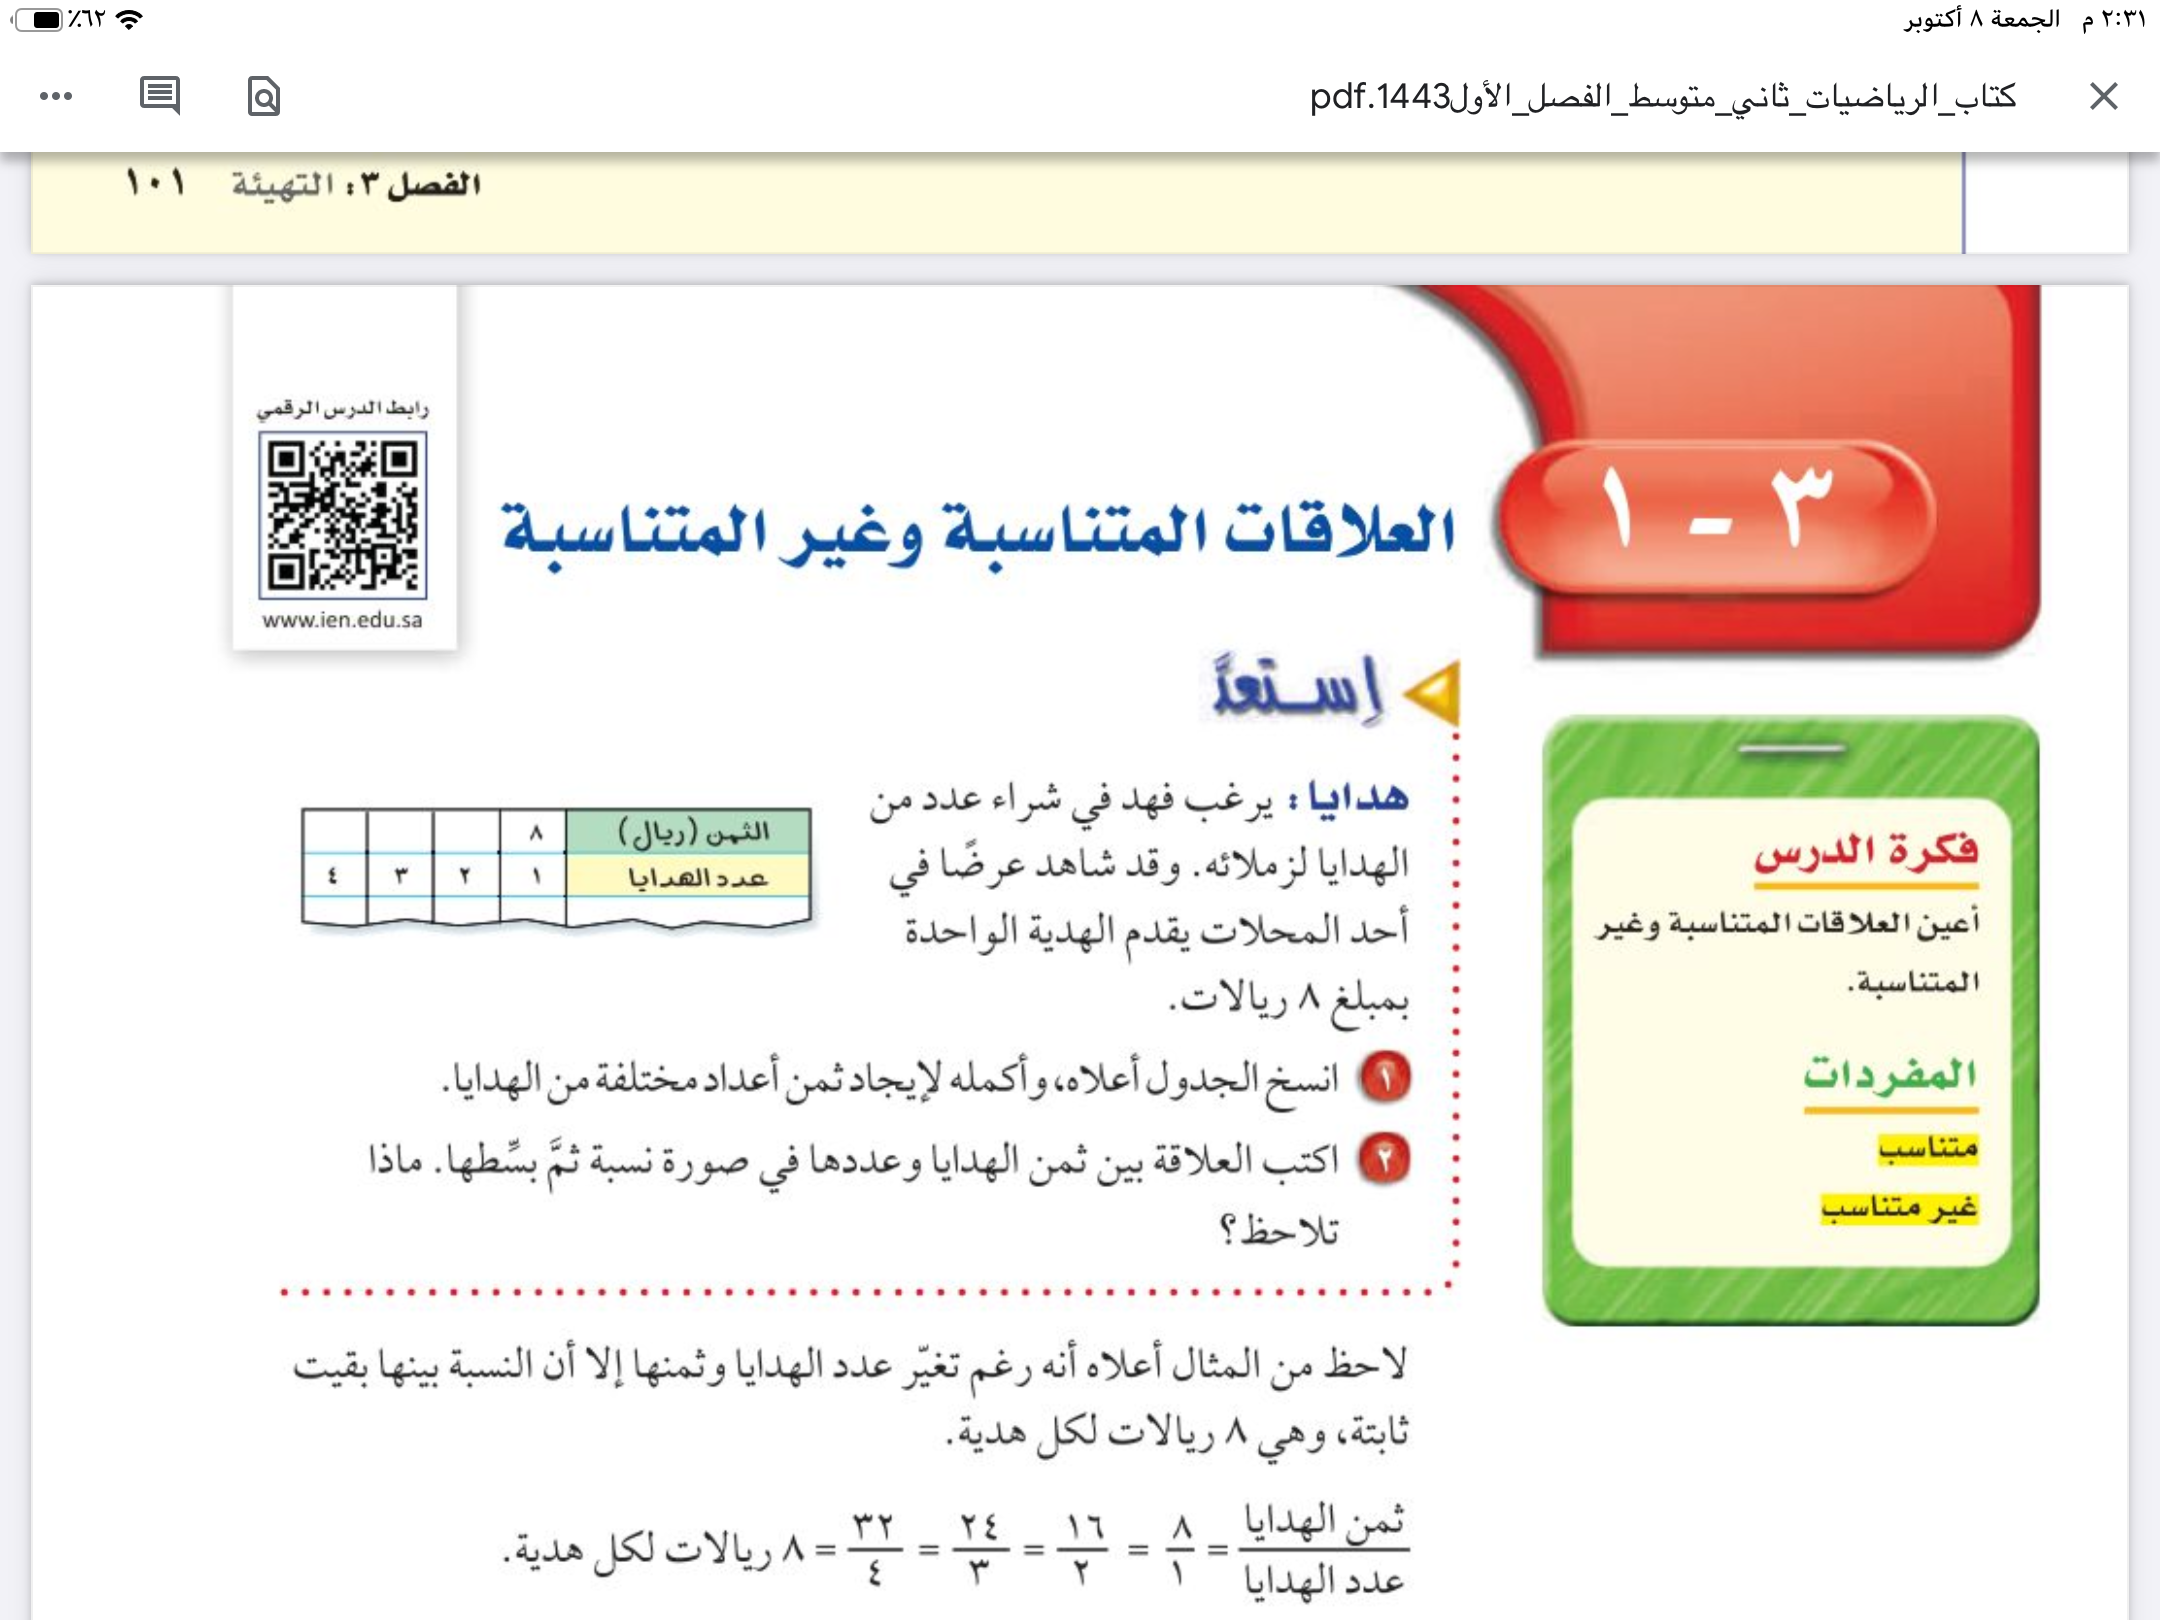 ٢:٣١ م الجمعة ٨ أكتوبر
٪٦٢
كتاب_الرياضيات_ثاني_متوسط_الفصل_الأول1443.pdf
الفصل ٣: التهيئة ١٠١
رابط الدرس الرقمي
www.ien.edu.sa
٣ - ١
العلاقات المتناسبة وغير المتناسبة
فكرة الدرس
أعين العلاقات المتناسبة وغير
المتناسبة.
المفردات
متناسب
غير متناسب
اِستعدَّ
هدايا: يرغب فهد في شراء عدد من
الهدايا لزملائه. وقد شاهد عرضًا في
أحد المحلات يقدم الهدية الواحدة
بمبلغ ٨ ريالات.
الثمن (ريال) ٨
عدد الهدايا ١ ٢ ٣ ٤
١ انسخ الجدول أعلاه، وأكمله لإيجاد ثمن أعداد مختلفة من الهدايا.
٢ اكتب العلاقة بين ثمن الهدايا وعددها في صورة نسبة ثمَّ بسِّطها. ماذا
تلاحظ؟
لاحظ من المثال أعلاه أنه رغم تغيّر عدد الهدايا وثمنها إلا أن النسبة بينها بقيت
ثابتة، وهي ٨ ريالات لكل هدية.
ثمن الهدايا/عدد الهدايا = ٨/١ = ١٦/٢ = ٢٤/٣ = ٣٢/٤ = ٨ ريالات لكل هدية.